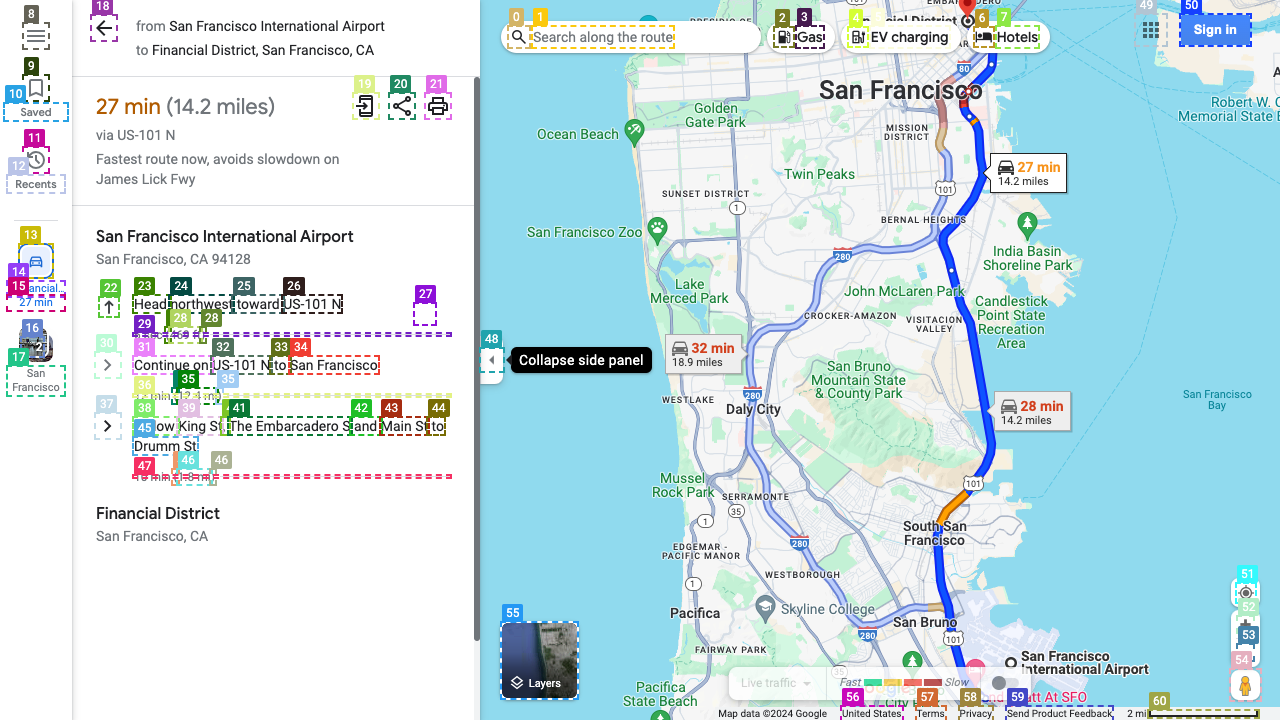 from San Francisco International Airport
to Financial District, San Francisco, CA
27 min (14.2 miles)
via US-101 N
Fastest route now, avoids slowdown on
James Lick Fwy
San Francisco International Airport
San Francisco, CA 94128
Head northwest toward US-101 N
Continue on US-101 N to San Francisco
King St, The Embarcadero S and Main St to
Drumm St
Financial District
San Francisco, CA
8
9
10
Saved
11
12
Recents
13
14
15
27 min
16
17
San
Francisco
18
19
20
21
22
23
24
25
26
27
28
28
29
30
31
32
33
34
35
35
36
37
38
39
41
42
43
44
45
46
46
47
48
Collapse side panel
0
1
Search along the route
2
3
Gas
4
EV charging
6
7
Hotels
49
50
Sign in
San Francisco
80
Golden
Gate Park
Ocean Beach
MISSION
DISTRICT
Twin Peaks
27 min
14.2 miles
SUNSET DISTRICT
1
101
BERNAL HEIGHTS
San Francisco Zoo
280
India Basin
Shoreline Park
Lake
Merced Park
John McLaren Park
CROCKER-AMAZON
VISITACION
VALLEY
Candlestick
Point State
Recreation
Area
32 min
18.9 miles
San Bruno
Mountain State
& County Park
WESTLAKE
280
Daly City
28 min
14.2 miles
San Francisco
Bay
Robert W. C
Memorial State B
Mussel
Rock Park
SERRAMONTE
1
35
101
South San
Francisco
EDGEMAR -
PACIFIC MANOR
280
WESTBOROUGH
1
Pacifica
Skyline College
San Bruno
280
101
FAIRWAY PARK
35
San Francisco
International Airport
Pacifica
State Beach
55
Layers
Live traffic
Fast
Slow
51
52
53
54
56
57
58
59
60
Map data ©2024 Google
United States
Terms
Privacy
Send Product Feedback
2 mi